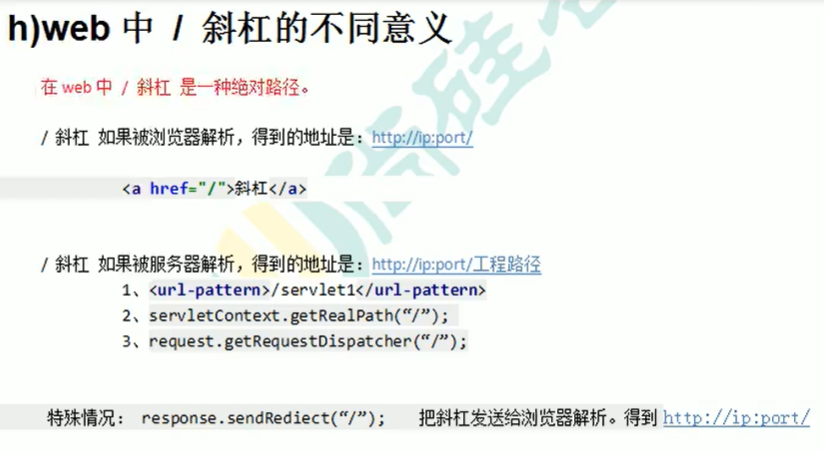 h)web 中 / 斜杠的不同意义
在 web 中 / 斜杠 是一种绝对路径。
/ 斜杠 如果被浏览器解析，得到的地址是：http://ip:port/
<a href="/">斜杠</a>
/ 斜杠 如果被服务器解析，得到的地址是：http://ip:port/工程路径
1、<url-pattern>/servlet1</url-pattern>
2、servletContext.getRealPath(“/”);
3、request.getRequestDispatcher(“/”);
特殊情况： response.sendRediect(“/”); 把斜杠发送给浏览器解析。得到 http://ip:port/